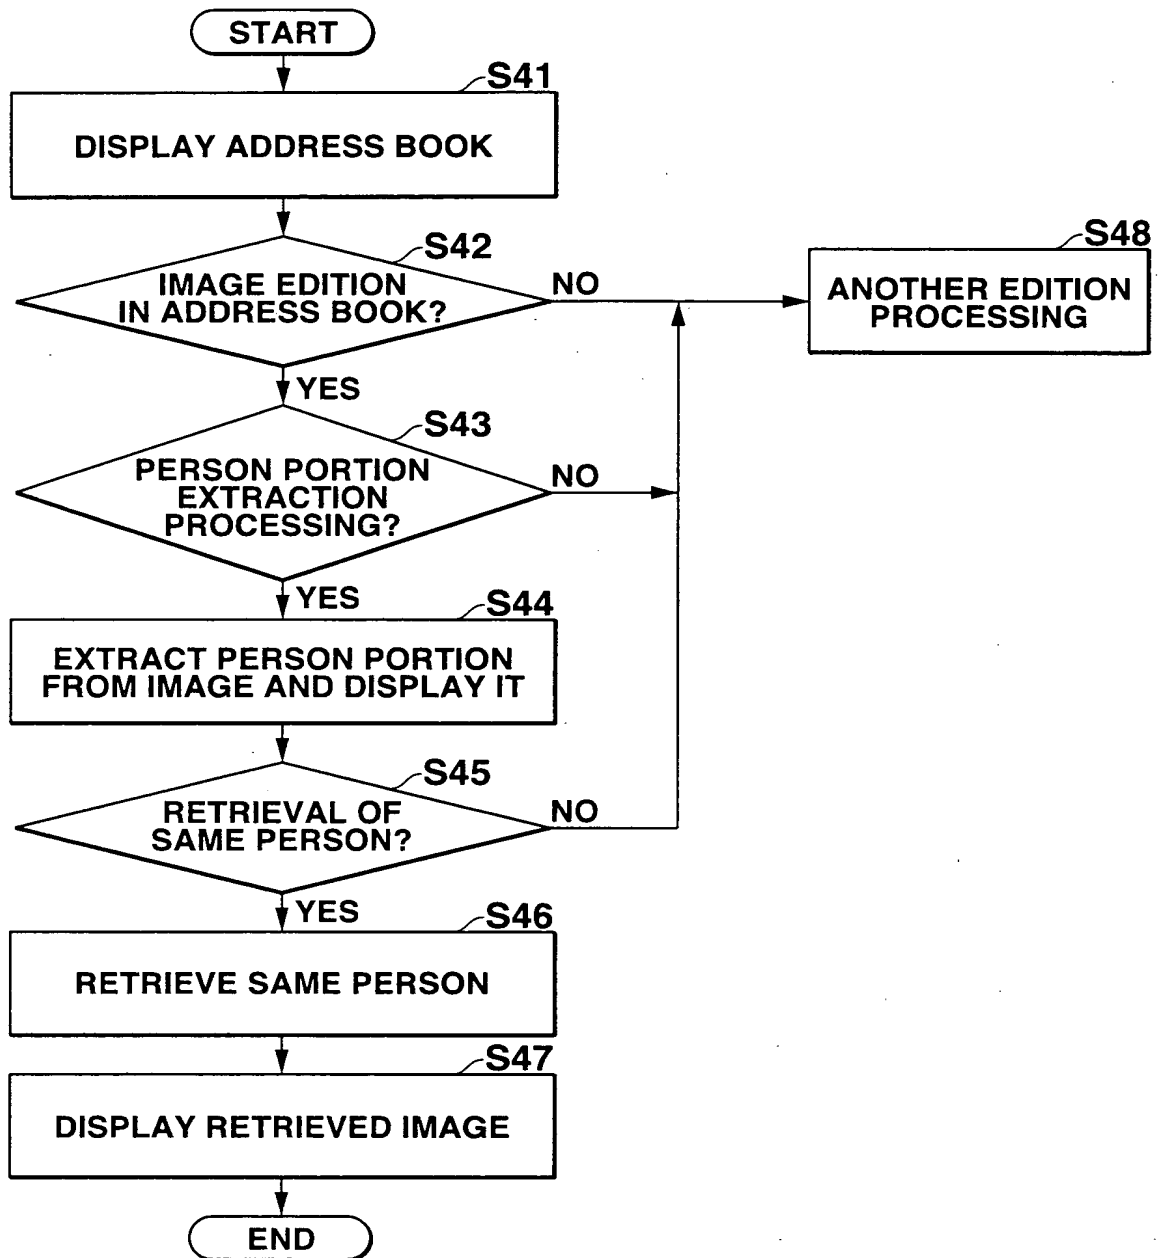 START
S41
DISPLAY ADDRESS BOOK
S42
IMAGE EDITION
IN ADDRESS BOOK?
NO
S48
ANOTHER EDITION
PROCESSING
YES
S43
PERSON PORTION
EXTRACTION
PROCESSING?
NO
YES
S44
EXTRACT PERSON PORTION
FROM IMAGE AND DISPLAY IT
S45
RETRIEVAL OF
SAME PERSON?
NO
YES
S46
RETRIEVE SAME PERSON
S47
DISPLAY RETRIEVED IMAGE
END